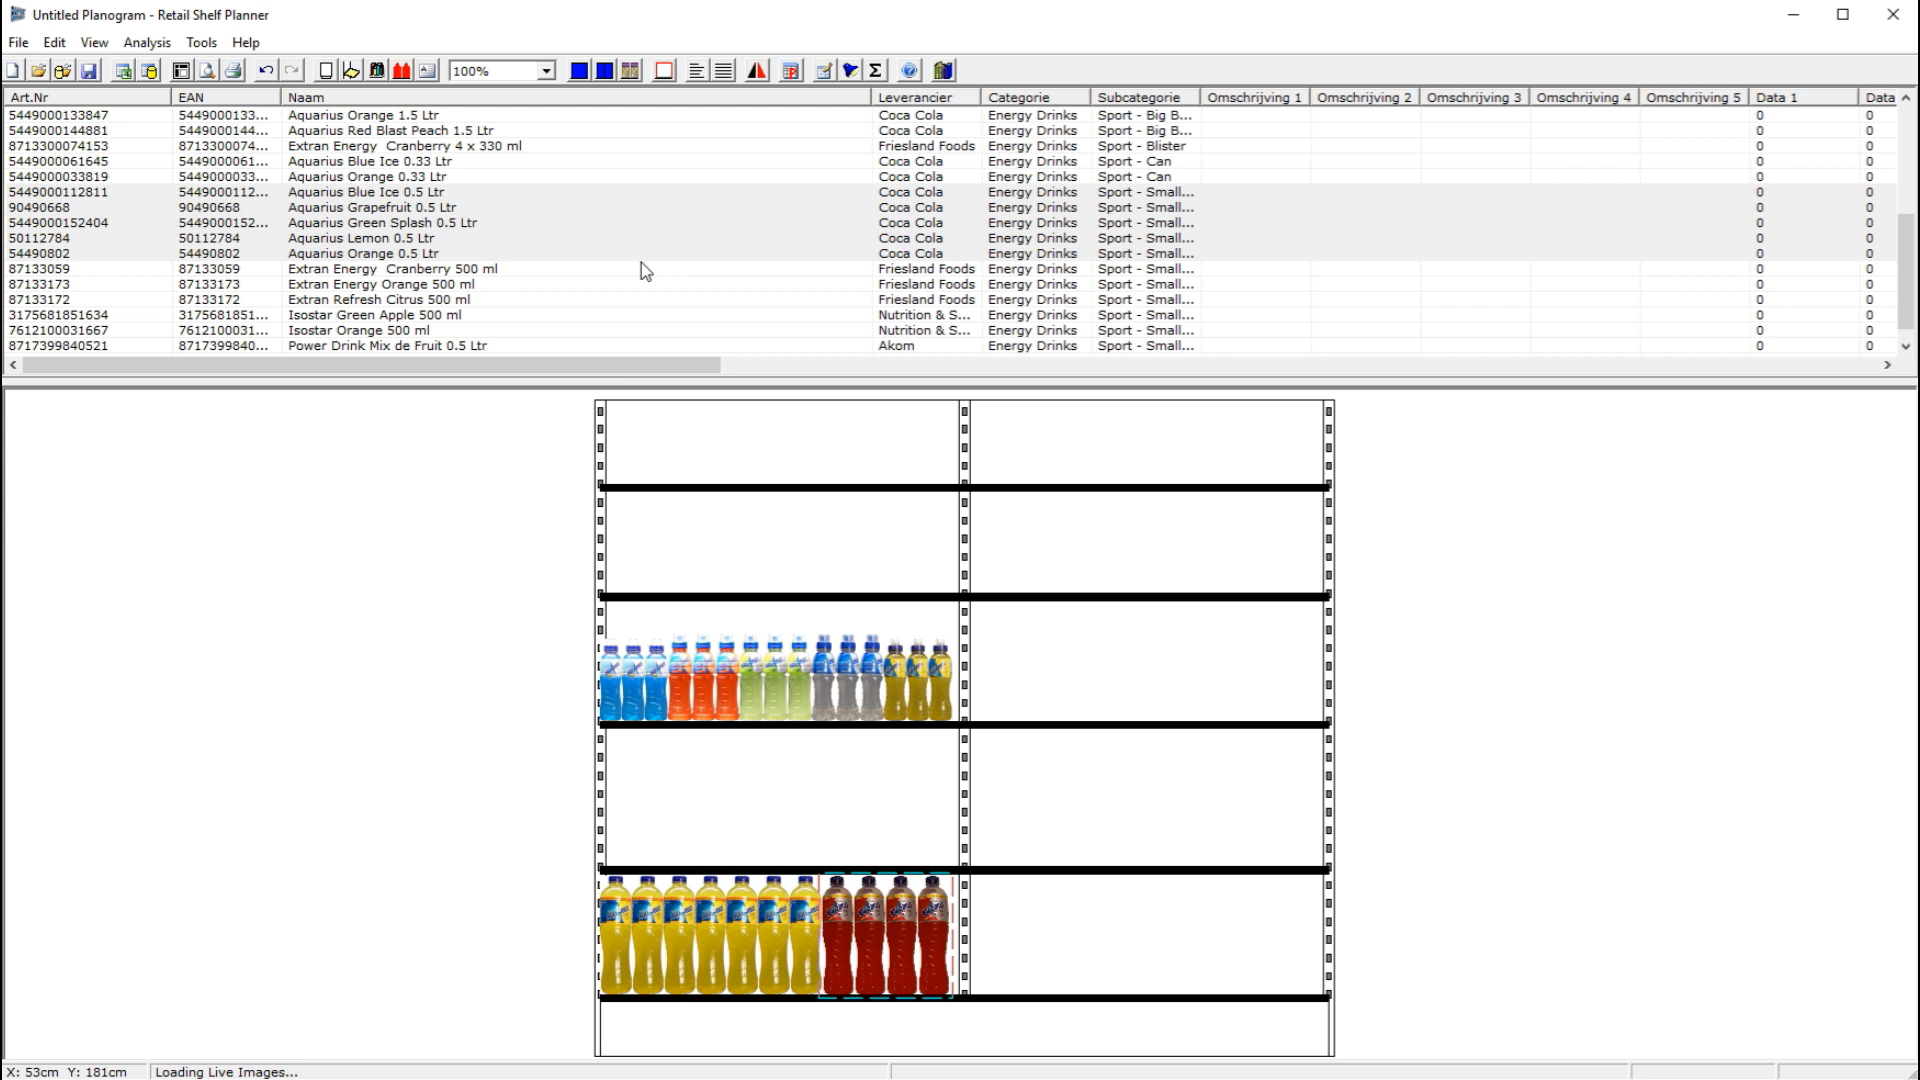 Untitled Planogram - Retail Shelf Planner
File Edit View Analysis Tools Help
100%
Art.Nr EAN Naam Leverancier Categorie Subcategorie Omschrijving 1 Omschrijving 2 Omschrijving 3 Omschrijving 4 Omschrijving 5 Data 1 Data
5449000133847 5449000133... Aquarius Orange 1.5 Ltr Coca Cola Energy Drinks Sport - Big B... 0 0
5449000144881 5449000144... Aquarius Red Blast Peach 1.5 Ltr Coca Cola Energy Drinks Sport - Big B... 0 0
8713300074153 8713300074... Extran Energy  Cranberry 4 x 330 ml Friesland Foods Energy Drinks Sport - Blister 0 0
5449000061645 5449000061... Aquarius Blue Ice 0.33 Ltr Coca Cola Energy Drinks Sport - Can 0 0
5449000033819 5449000033... Aquarius Orange 0.33 Ltr Coca Cola Energy Drinks Sport - Can 0 0
5449000112811 5449000112... Aquarius Blue Ice 0.5 Ltr Coca Cola Energy Drinks Sport - Small... 0 0
90490668 90490668 Aquarius Grapefruit 0.5 Ltr Coca Cola Energy Drinks Sport - Small... 0 0
5449000152404 5449000152... Aquarius Green Splash 0.5 Ltr Coca Cola Energy Drinks Sport - Small... 0 0
50112784 50112784 Aquarius Lemon 0.5 Ltr Coca Cola Energy Drinks Sport - Small... 0 0
54490802 54490802 Aquarius Orange 0.5 Ltr Coca Cola Energy Drinks Sport - Small... 0 0
87133059 87133059 Extran Energy  Cranberry 500 ml Friesland Foods Energy Drinks Sport - Small... 0 0
87133173 87133173 Extran Energy Orange 500 ml Friesland Foods Energy Drinks Sport - Small... 0 0
87133172 87133172 Extran Refresh Citrus 500 ml Friesland Foods Energy Drinks Sport - Small... 0 0
3175681851634 3175681851... Isostar Green Apple 500 ml Nutrition & S... Energy Drinks Sport - Small... 0 0
7612100031667 7612100031... Isostar Orange 500 ml Nutrition & S... Energy Drinks Sport - Small... 0 0
8717399840521 8717399840... Power Drink Mix de Fruit 0.5 Ltr Akom Energy Drinks Sport - Small... 0 0
X: 53cm  Y: 181cm Loading Live Images...